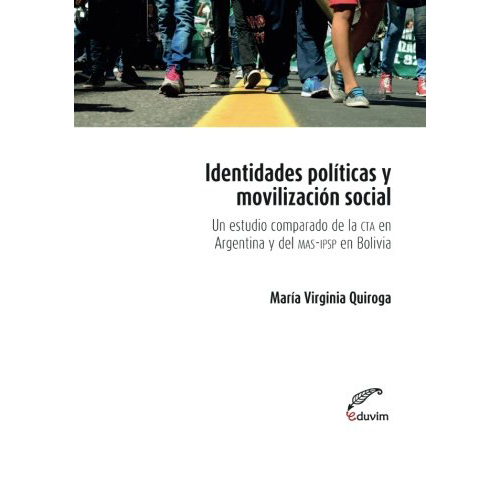 Identidades políticas y
movilización social
Un estudio comparado de la CTA en
Argentina y del MAS-IPSP en Bolivia
María Virginia Quiroga
eduvim